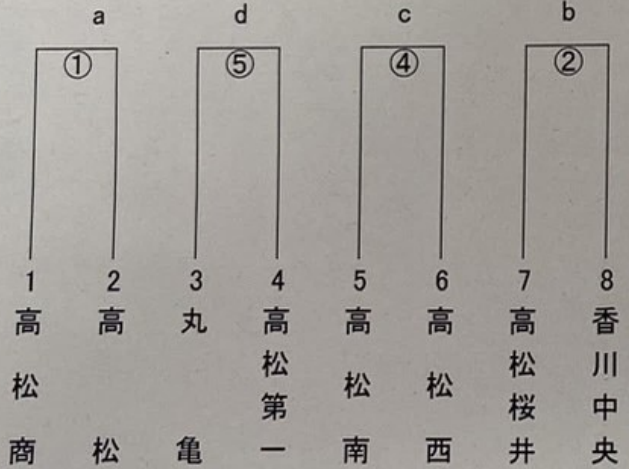 a d c b
① ⑤ ④ ②
1 2 3 4 5 6 7 8
高松商
高松
丸亀
高松第一
高松南
高松西
高松桜井
香川中央